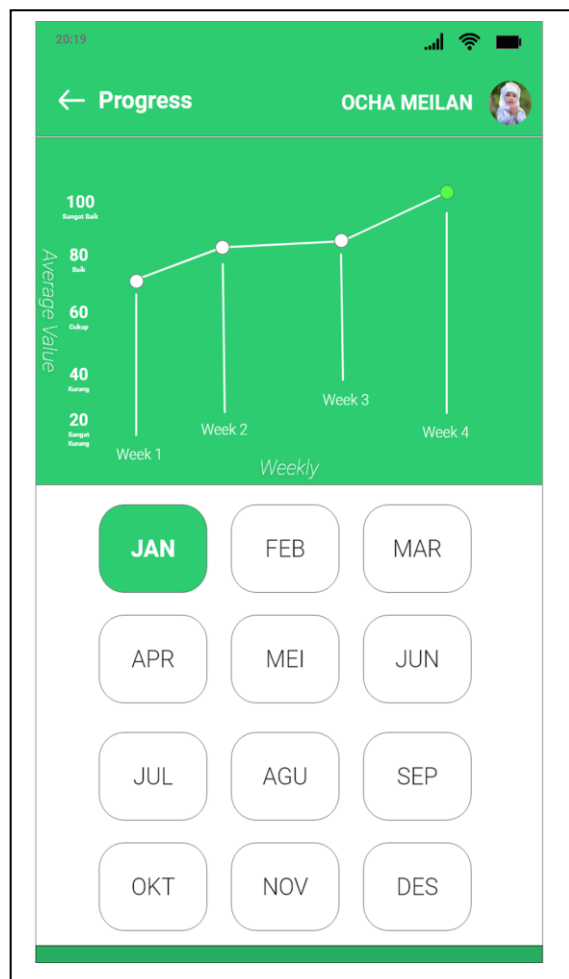 20:19
Progress
OCHA MEILAN
100
Sangat Baik
80
Baik
60
Cukup
40
Kurang
20
Sangat
Kurang
Average Value
Week 1
Week 2
Week 3
Week 4
Weekly
JAN FEB MAR
APR MEI JUN
JUL AGU SEP
OKT NOV DES